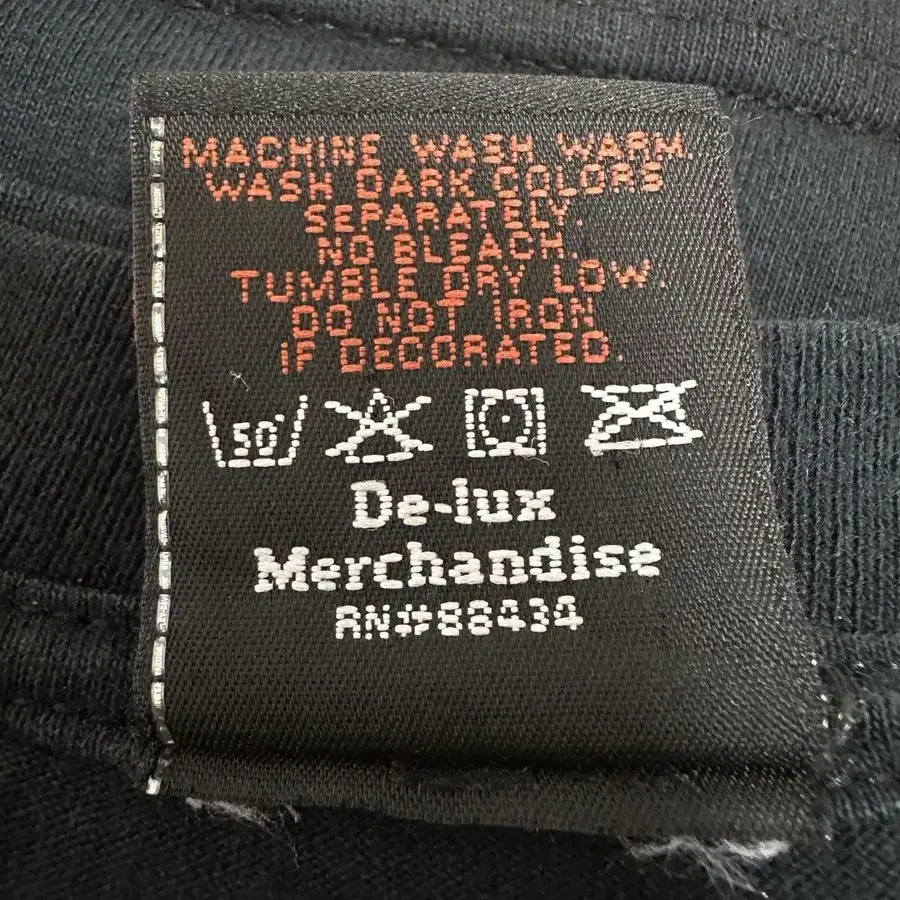 MACHINE WASH WARM.
WASH DARK COLORS
SEPARATELY.
NO BLEACH.
TUMBLE DRY LOW.
DO NOT IRON
IF DECORATED.
50
De-lux
Merchandise
RN#88434